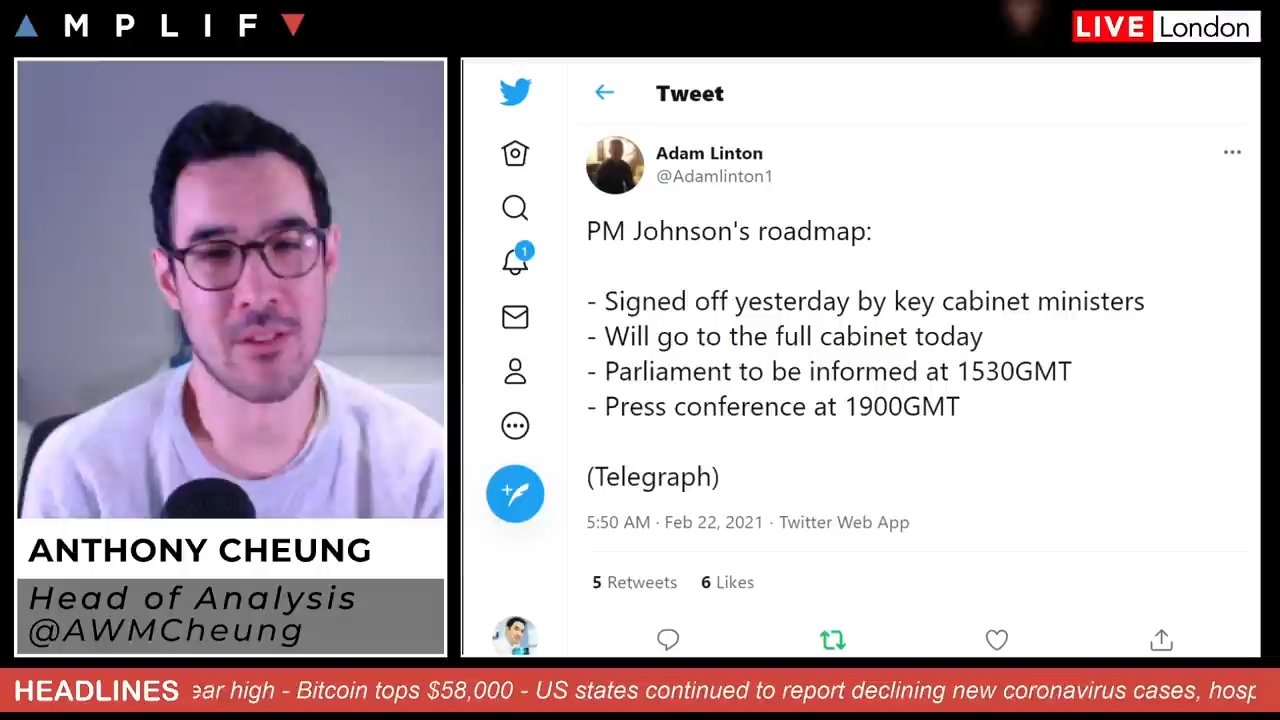 MPLIF
LIVE London
Tweet
Adam Linton
@Adamlinton1
PM Johnson's roadmap:
- Signed off yesterday by key cabinet ministers
- Will go to the full cabinet today
- Parliament to be informed at 1530GMT
- Press conference at 1900GMT
(Telegraph)
5:50 AM · Feb 22, 2021 · Twitter Web App
5 Retweets 6 Likes
1
ANTHONY CHEUNG
Head of Analysis
@AWMCheung
HEADLINES ear high - Bitcoin tops $58,000 - US states continued to report declining new coronavirus cases, hosp